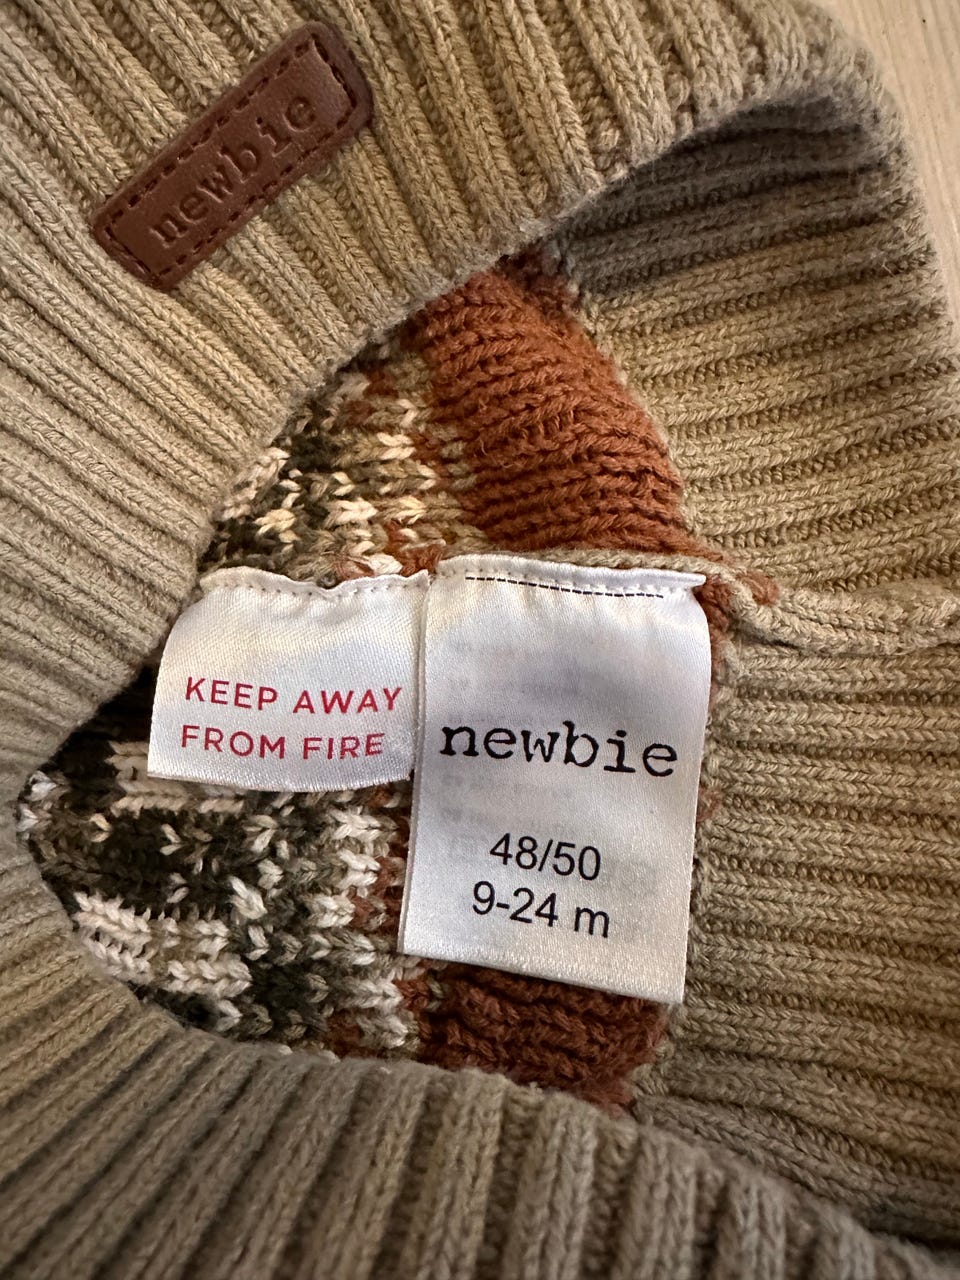 newbie
KEEP AWAY
FROM FIRE
newbie
48/50
9-24 m